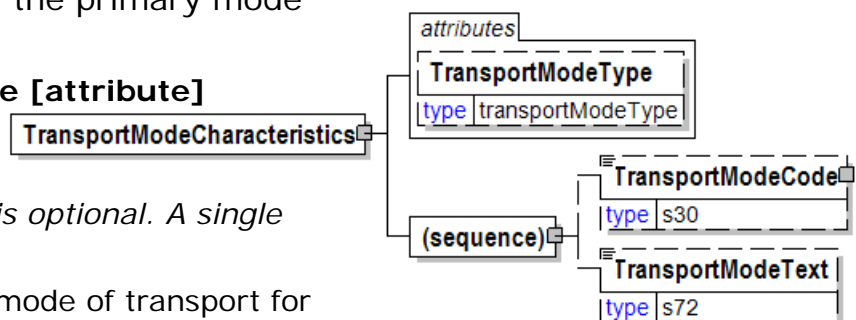 the primary mode
e [attribute]
is optional. A single
mode of transport for
attributes
TransportModeType
type transportModeType
TransportModeCharacteristics
(sequence)
TransportModeCode
type s30
TransportModeText
type s72